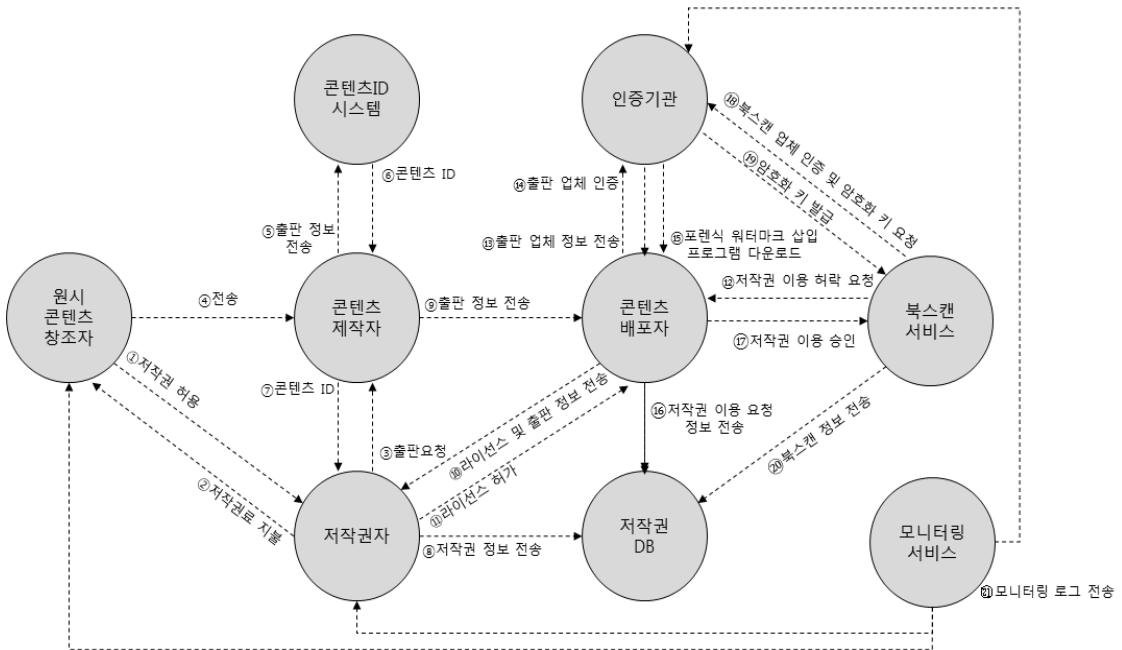 콘텐츠ID
시스템
인증기관
⑱북스캔 업체 인증 및 암호화 키 요청
⑲암호화 키 발급
⑥콘텐츠 ID
⑭출판 업체 인증
⑤출판 정보
전송
⑬출판 업체 정보 전송
⑮포렌식 워터마크 삽입
프로그램 다운로드
원시
콘텐츠
창조자
④전송
콘텐츠
제작자
⑨출판 정보 전송
콘텐츠
배포자
⑫저작권 이용 허락 요청
⑰저작권 이용 승인
북스캔
서비스
①저작권 허용
②저작권료 지불
⑦콘텐츠 ID
③출판요청
⑩라이선스 및 출판 정보 전송
⑪라이선스 허가
⑯저작권 이용 요청
정보 전송
⑳북스캔 정보 전송
저작권자
⑧저작권 정보 전송
저작권
DB
모니터링
서비스
㉑모니터링 로그 전송